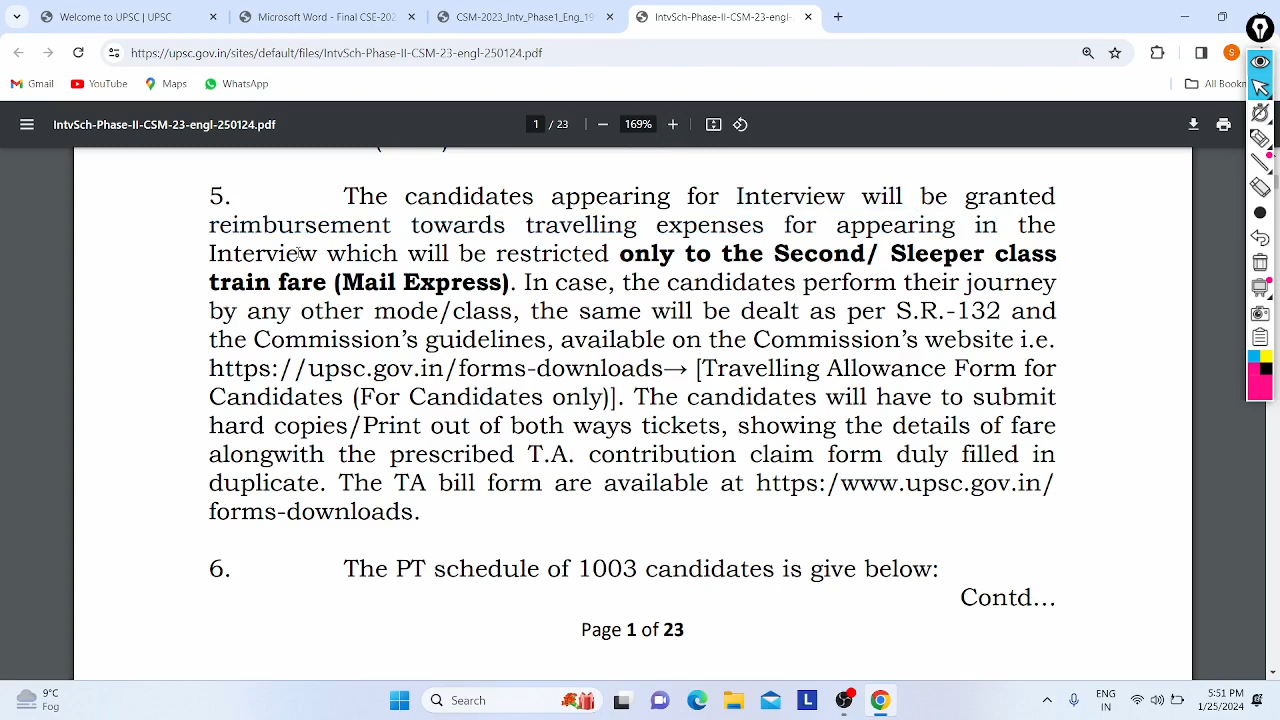 Welcome to UPSC | UPSC
Microsoft Word - Final CSE-202
CSM-2023_Intv_Phase I_Eng_19
IntvSch-Phase-II-CSM-23-engl-
https://upsc.gov.in/sites/default/files/IntvSch-Phase-II-CSM-23-engl-250124.pdf
S
Gmail
YouTube
Maps
WhatsApp
All Bookm
IntvSch-Phase-II-CSM-23-engl-250124.pdf
1 / 23
169%
5. The candidates appearing for Interview will be granted
reimbursement towards travelling expenses for appearing in the
Interview which will be restricted only to the Second/ Sleeper class
train fare (Mail Express). In case, the candidates perform their journey
by any other mode/class, the same will be dealt as per S.R.-132 and
the Commission's guidelines, available on the Commission's website i.e.
https://upsc.gov.in/forms-downloads→ [Travelling Allowance Form for
Candidates (For Candidates only)]. The candidates will have to submit
hard copies/Print out of both ways tickets, showing the details of fare
alongwith the prescribed T.A. contribution claim form duly filled in
duplicate. The TA bill form are available at https:/www.upsc.gov.in/
forms-downloads.
6. The PT schedule of 1003 candidates is give below:
Contd...
Page 1 of 23
9°C
Fog
Search
L
ENG
IN
5:51 PM
1/25/2024